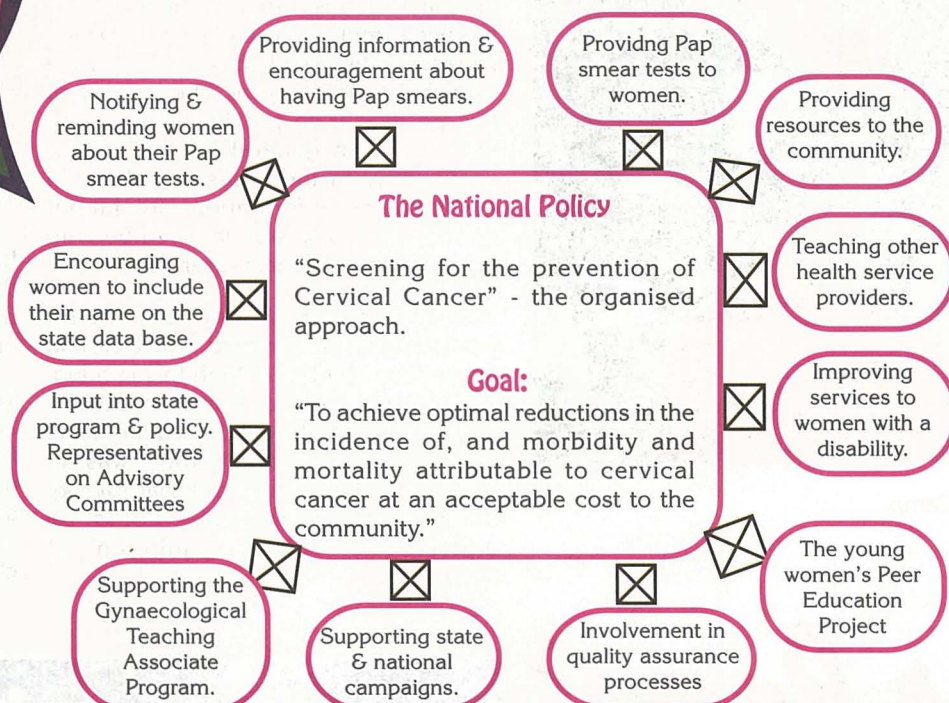 Providing information &
encouragement about
having Pap smears.
Providng Pap
smear tests to
women.
Notifying &
reminding women
about their Pap
smear tests.
Providing
resources to the
community.
The National Policy
"Screening for the prevention of
Cervical Cancer" - the organised
approach.
Goal:
"To achieve optimal reductions in the
incidence of, and morbidity and
mortality attributable to cervical
cancer at an acceptable cost to the
community."
Encouraging
women to include
their name on the
state data base.
Teaching other
health service
providers.
Input into state
program & policy.
Representatives
on Advisory
Committees
Improving
services to
women with a
disability.
Supporting the
Gynaecological
Teaching
Associate
Program.
Supporting state
& national
campaigns.
Involvement in
quality assurance
processes
The young
women's Peer
Education
Project